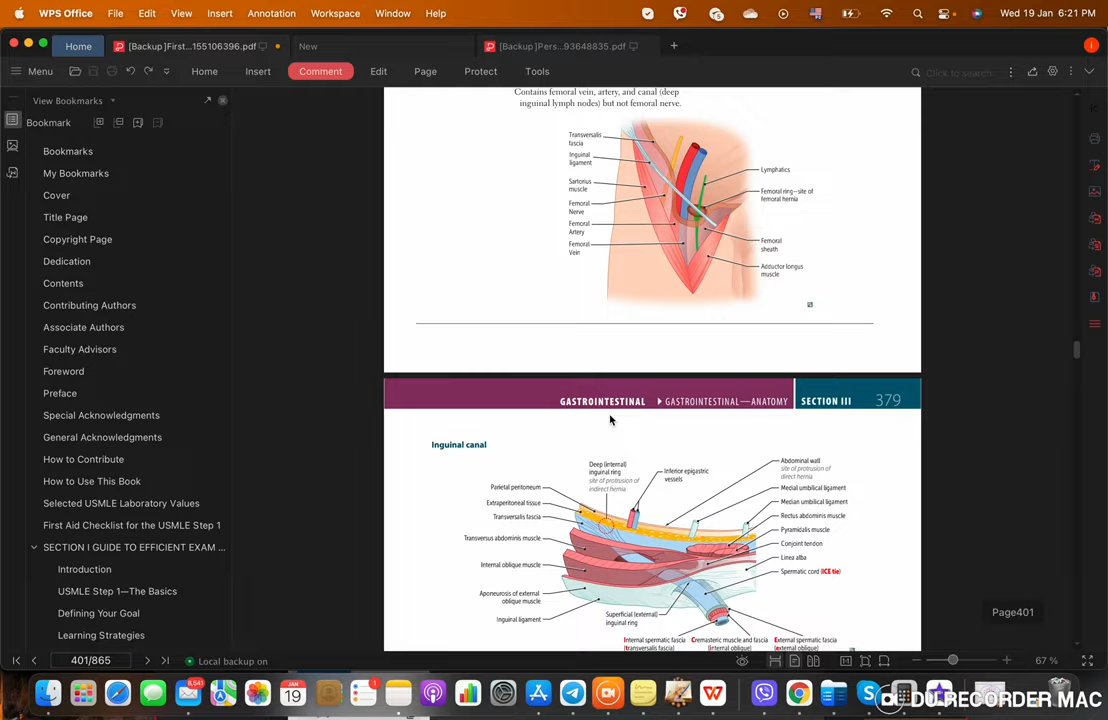 WPS Office File Edit View Insert Annotation Workspace Window Help
Wed 19 Jan 6:21 PM
Home
[Backup]First...155106396.pdf
New
[Backup]Pers...93648835.pdf
Menu
Home Insert Comment Edit Page Protect Tools
Click to search
View Bookmarks
Bookmark
Bookmarks
My Bookmarks
Cover
Title Page
Copyright Page
Dedication
Contents
Contributing Authors
Associate Authors
Faculty Advisors
Foreword
Preface
Special Acknowledgments
General Acknowledgments
How to Contribute
How to Use This Book
Selected USMLE Laboratory Values
First Aid Checklist for the USMLE Step 1
SECTION I GUIDE TO EFFICIENT EXAM ...
Introduction
USMLE Step 1—The Basics
Defining Your Goal
Learning Strategies
Contains femoral vein, artery, and canal (deep
inguinal lymph nodes) but not femoral nerve.
Transversalis
fascia
Inguinal
ligament
Sartorius
muscle
Femoral
Nerve
Femoral
Artery
Femoral
Vein
Lymphatics
Femoral ring—site of
femoral hernia
Femoral
sheath
Adductor longus
muscle
GASTROINTESTINAL ▶ GASTROINTESTINAL—ANATOMY SECTION III 379
Inguinal canal
Deep (internal)
inguinal ring
site of protrusion of
indirect hernia
Inferior epigastric
vessels
Parietal peritoneum
Extraperitoneal tissue
Transversalis fascia
Transversus abdominis muscle
Internal oblique muscle
Aponeurosis of external
oblique muscle
Inguinal ligament
Abdominal wall
site of protrusion of
direct hernia
Medial umbilical ligament
Median umbilical ligament
Rectus abdominis muscle
Pyramidalis muscle
Conjoint tendon
Linea alba
Spermatic cord (ICE tie)
Superficial (external)
inguinal ring
Internal spermatic fascia
(transversalis fascia)
Cremasteric muscle and fascia
(internal oblique)
External spermatic fascia
(external oblique)
Page401
401/865
Local backup on
67 %
8,541
JAN
19
1
DU RECORDER MAC